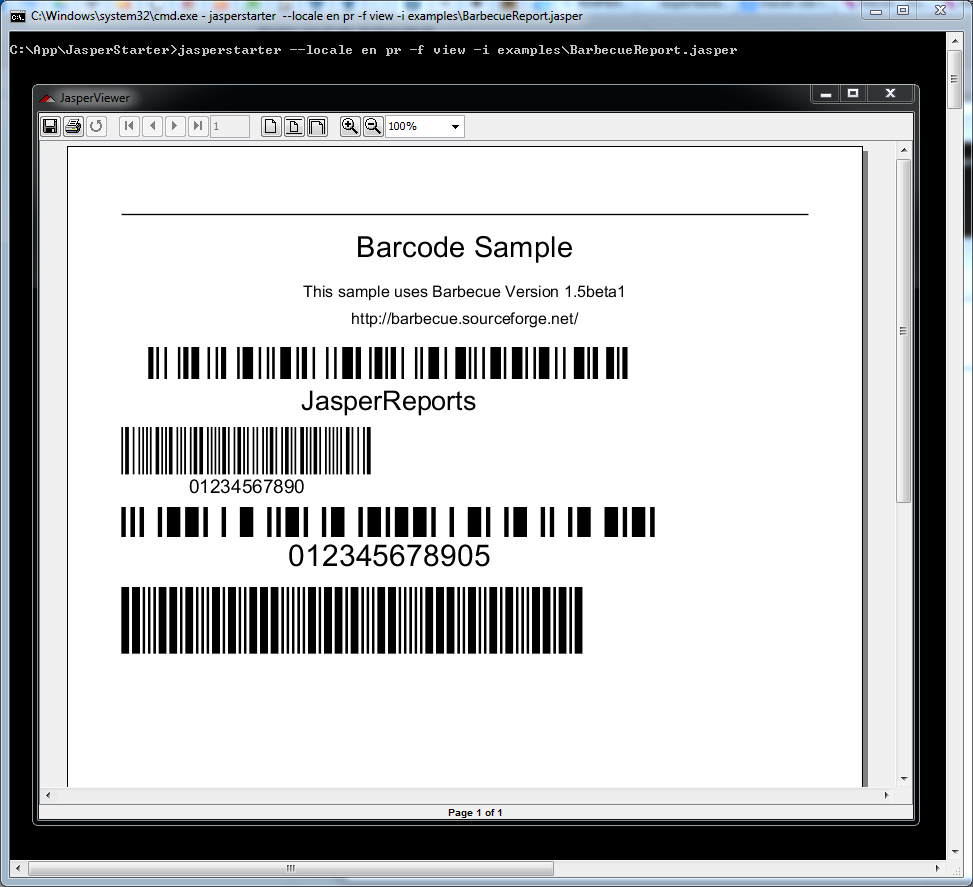 C:\Windows\system32\cmd.exe - jasperstarter  --locale en pr -f view -i examples\BarbecueReport.jasper
C:\App\JasperStarter>jasperstarter --locale en pr -f view -i examples\BarbecueReport.jasper
JasperViewer
1
100%
Barcode Sample
This sample uses Barbecue Version 1.5beta1
http://barbecue.sourceforge.net/
JasperReports
01234567890
012345678905
Page 1 of 1